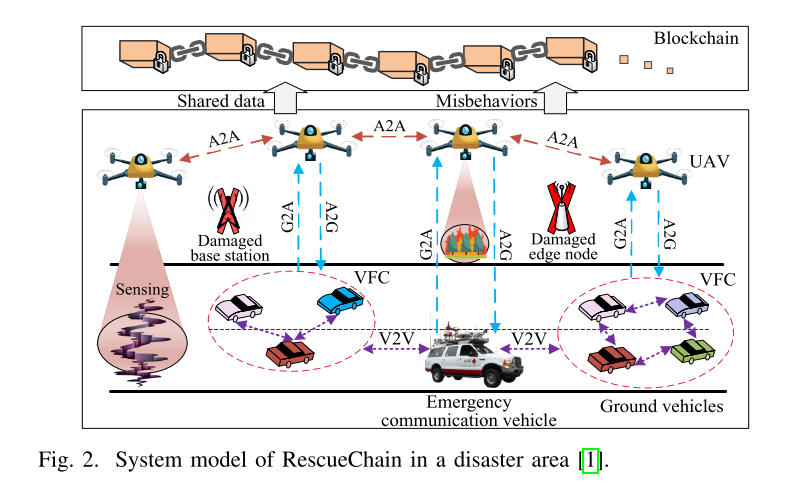 Blockchain
Shared data
Misbehaviors
A2A
A2A
A2A
UAV
G2A
A2G
G2A
A2G
G2A
A2G
Damaged
base station
Damaged
edge node
Sensing
VFC
VFC
V2V
V2V
Emergency
communication vehicle
Ground vehicles
Fig. 2. System model of RescueChain in a disaster area [1].